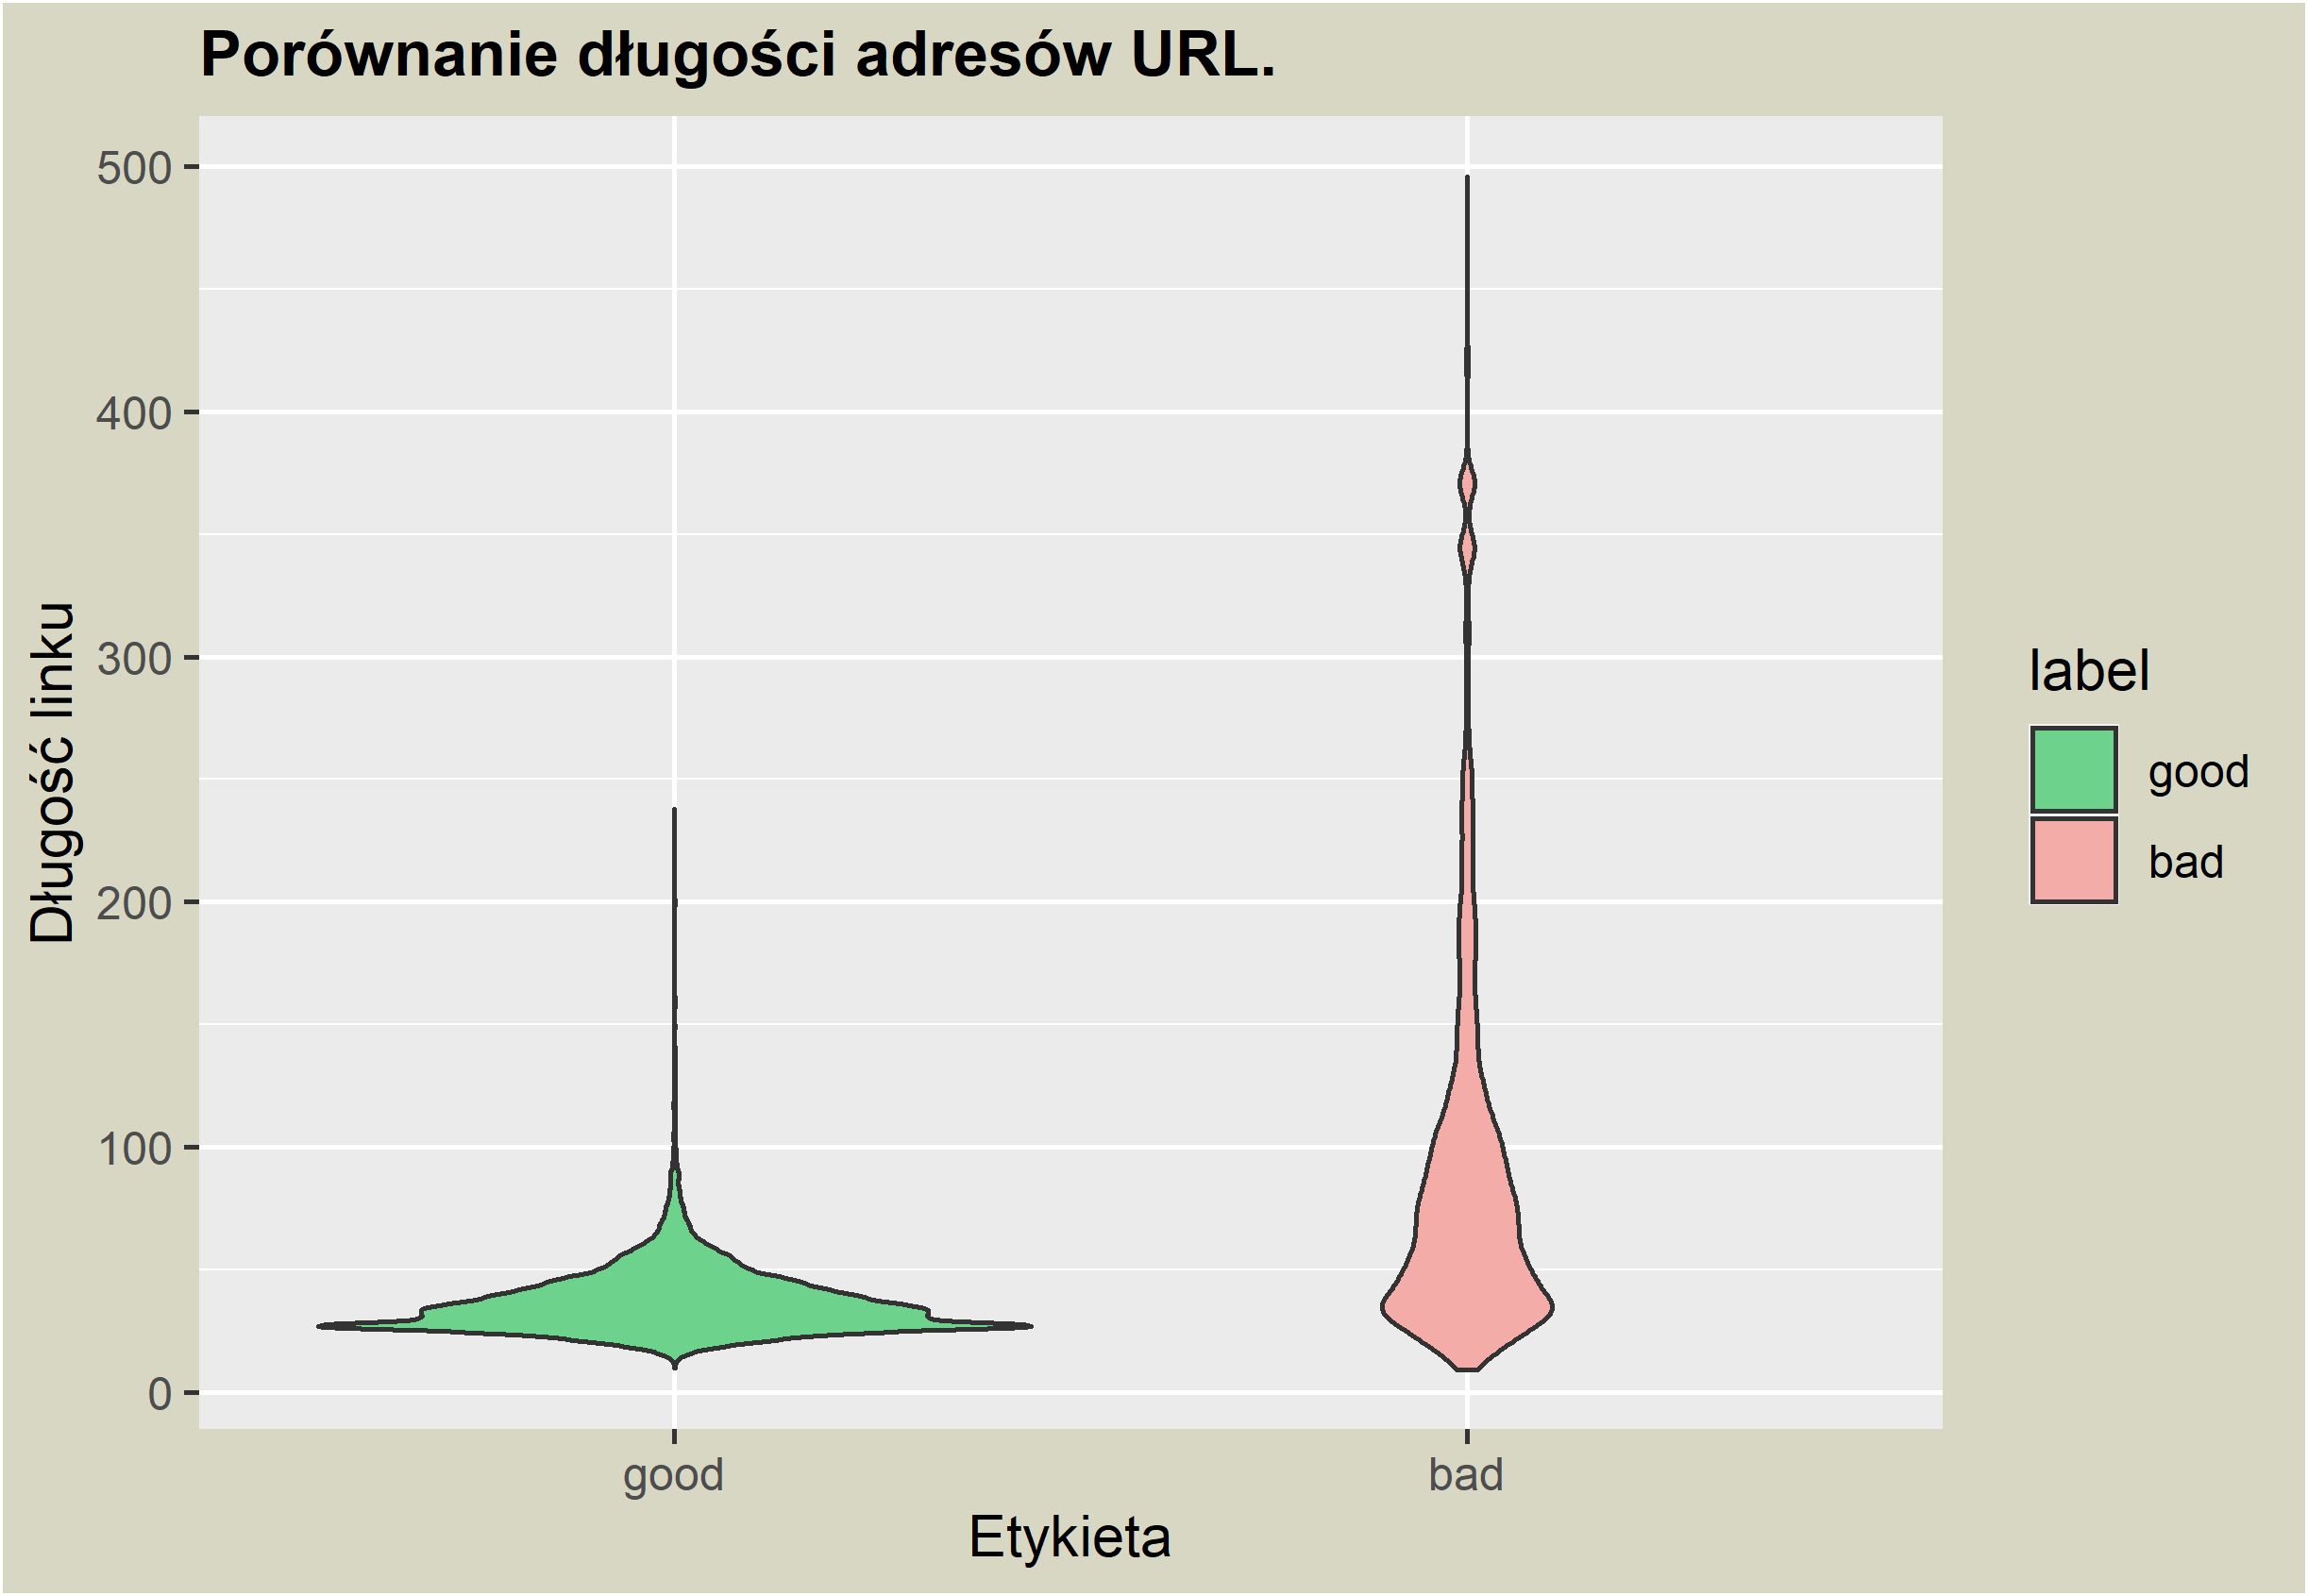 Porównanie długości adresów URL.
Długość linku
500
400
300
200
100
0
good
bad
Etykieta
label
good
bad